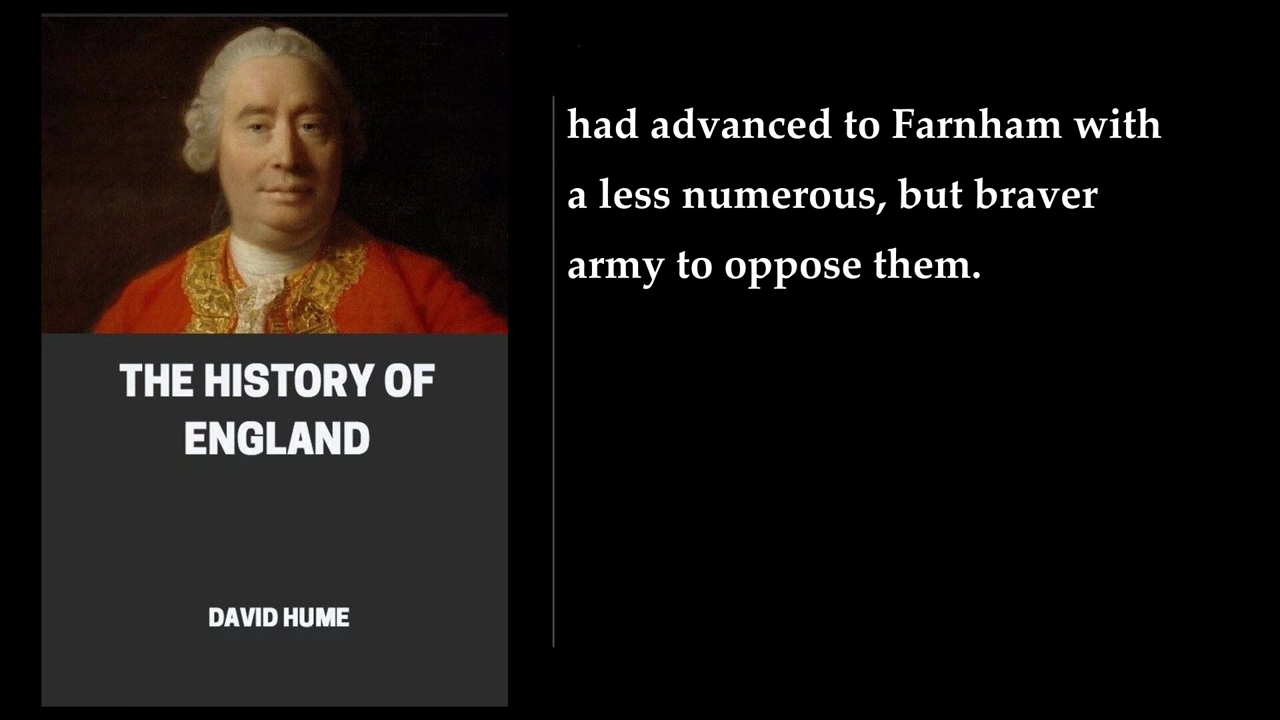 THE HISTORY OF
ENGLAND
DAVID HUME
had advanced to Farnham with
a less numerous, but braver
army to oppose them.